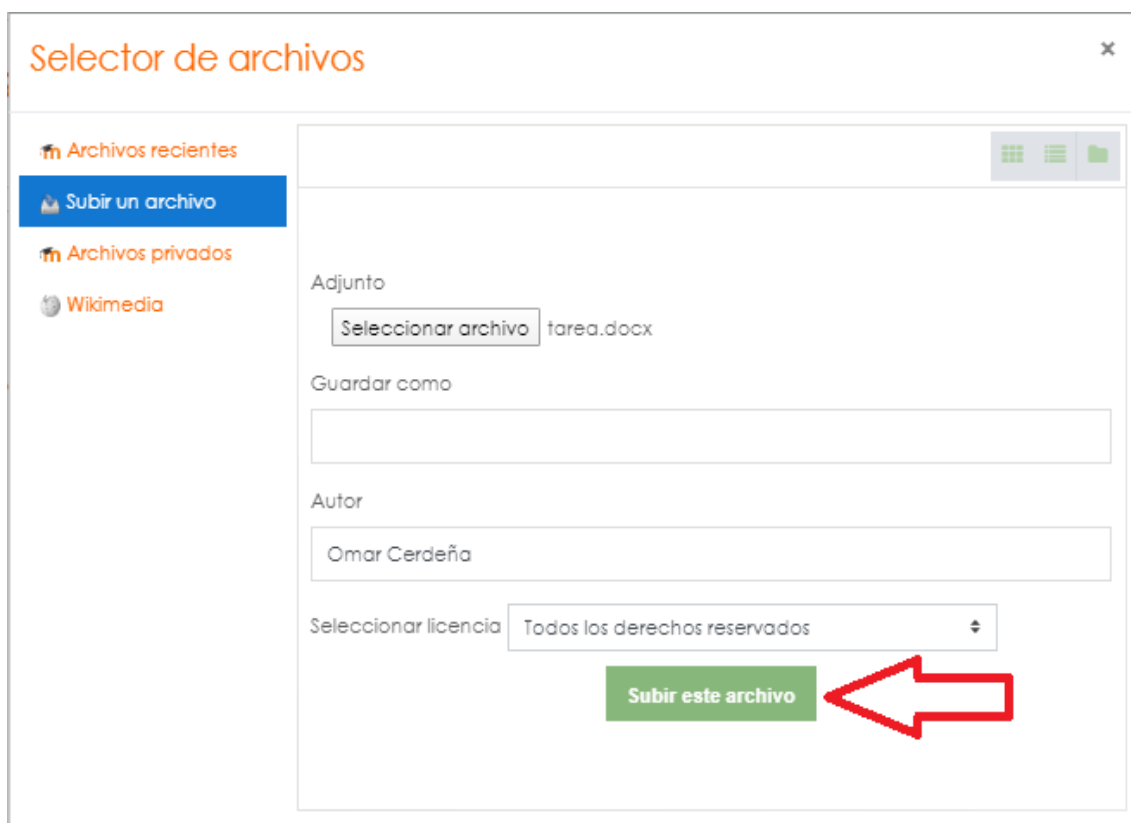 Selector de archivos
×
Archivos recientes
Subir un archivo
Archivos privados
Wikimedia
Adjunto
Seleccionar archivo tarea.docx
Guardar como
Autor
Omar Cerdeña
Seleccionar licencia Todos los derechos reservados
Subir este archivo